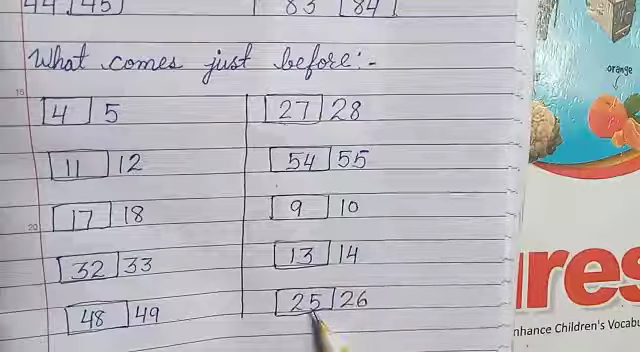 44 45 83 84
What comes just before:-
4 5 27 28
11 12 54 55
17 18 9 10
32 33 13 14
48 49 25 26
15
20
orange
res
nhance Children's Vocabu